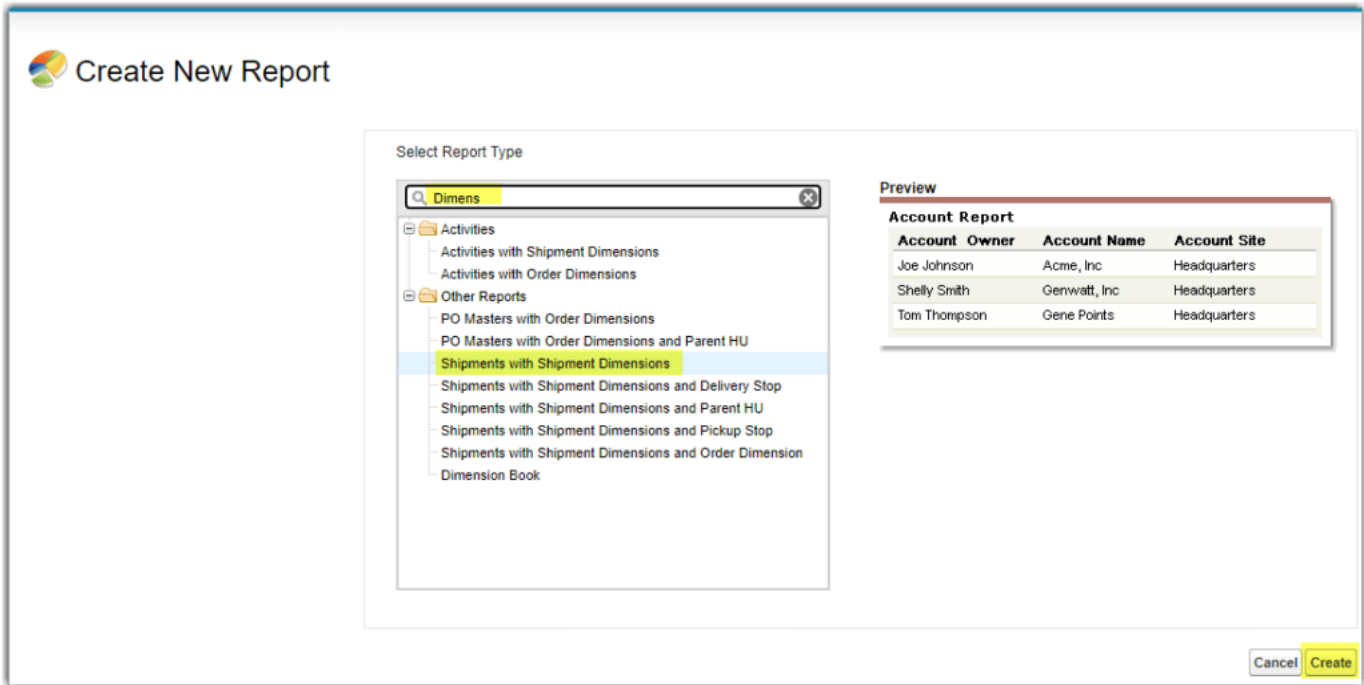 Create New Report
Select Report Type
Dimens
Activities
Activities with Shipment Dimensions
Activities with Order Dimensions
Other Reports
PO Masters with Order Dimensions
PO Masters with Order Dimensions and Parent HU
Shipments with Shipment Dimensions
Shipments with Shipment Dimensions and Delivery Stop
Shipments with Shipment Dimensions and Parent HU
Shipments with Shipment Dimensions and Pickup Stop
Shipments with Shipment Dimensions and Order Dimension
Dimension Book
Preview
Account Report
Account Owner Account Name Account Site
Joe Johnson Acme, Inc Headquarters
Shelly Smith Genwatt, Inc Headquarters
Tom Thompson Gene Points Headquarters
Cancel Create